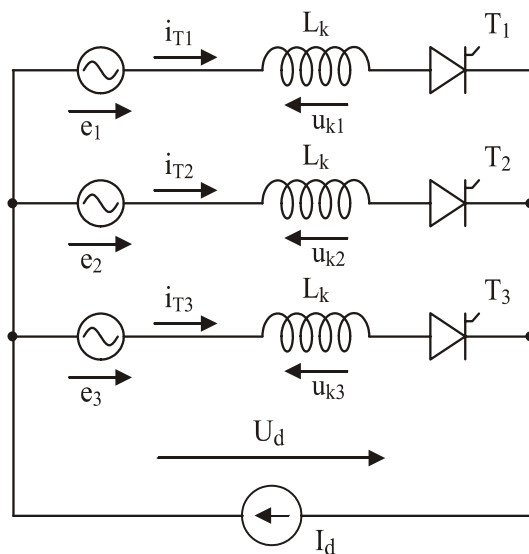 i_T1 L_k T_1
e_1 u_k1
i_T2 L_k T_2
e_2 u_k2
i_T3 L_k T_3
e_3 u_k3
U_d
I_d